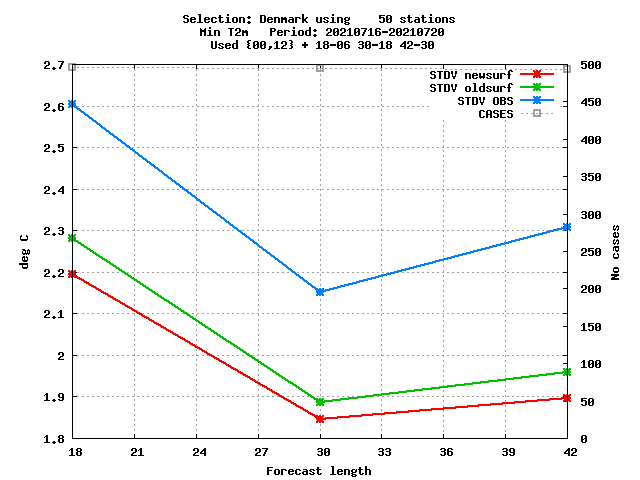 Selection: Denmark using    50 stations
Min T2m   Period: 20210716-20210720
Used {00,12} + 18-06 30-18 42-30
2.7
2.6
2.5
2.4
2.3
2.2
2.1
2
1.9
1.8
deg C
STDV newsurf
STDV oldsurf
STDV OBS
CASES
500
450
400
350
300
250
200
150
100
50
0
No cases
18 21 24 27 30 33 36 39 42
Forecast length